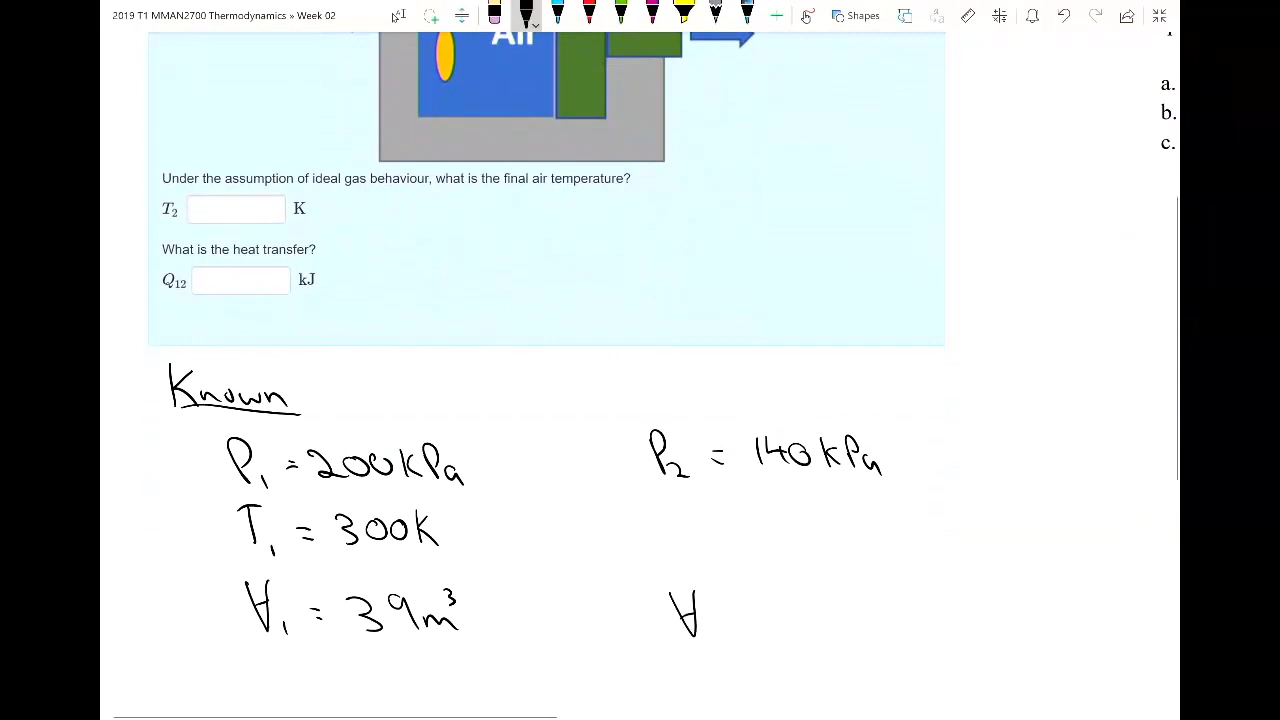 2019 T1 MMAN2700 Thermodynamics » Week 02
Shapes
Air
a.
b.
c.
Under the assumption of ideal gas behaviour, what is the final air temperature?
T₂ K
What is the heat transfer?
Q₁₂ kJ
Known
P₁ = 200kPa P₂ = 140kPa
T₁ = 300K
V₁ = 39m³ V